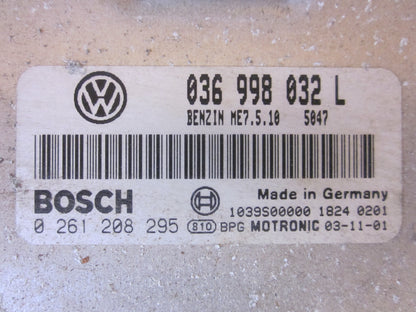 036 998 032 L
BENZIN ME7.5.10 5047
BOSCH
Made in Germany
1039S00000 1824 0201
0 261 208 295 810 BPG MOTRONIC 03-11-01